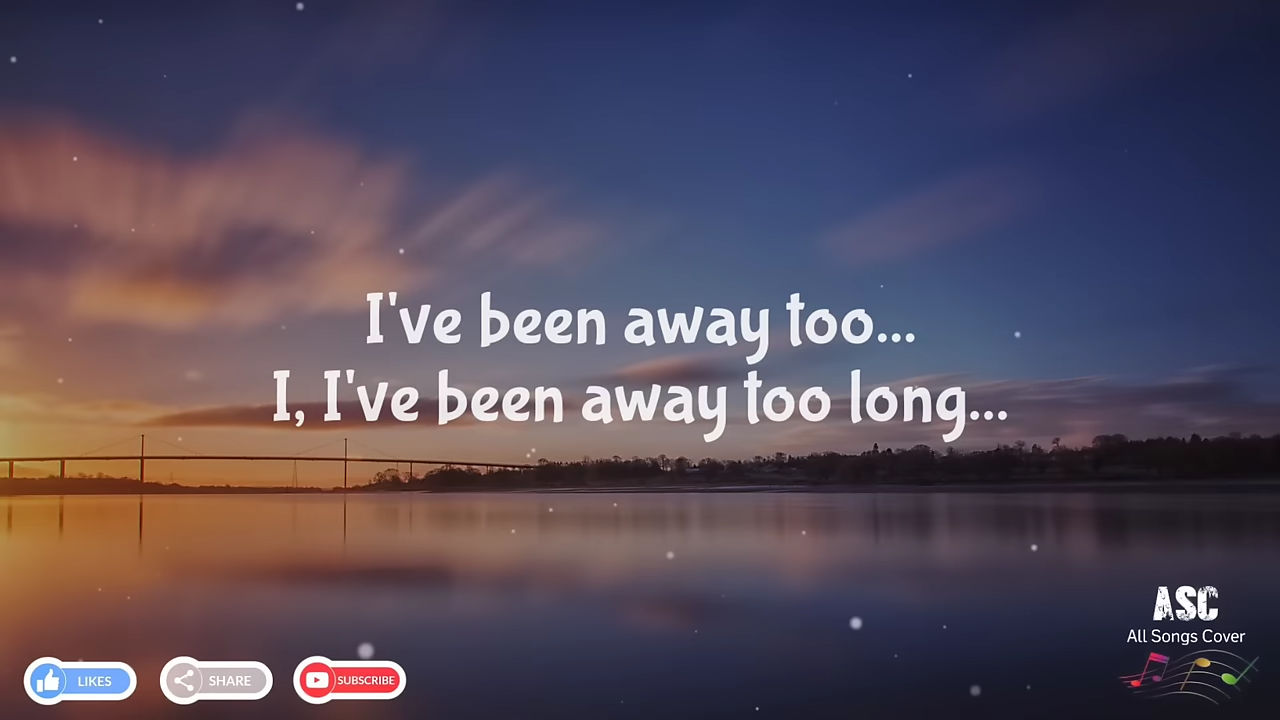 I've been away too...
I, I've been away too long...
ASC
All Songs Cover
LIKES
SHARE
SUBSCRIBE